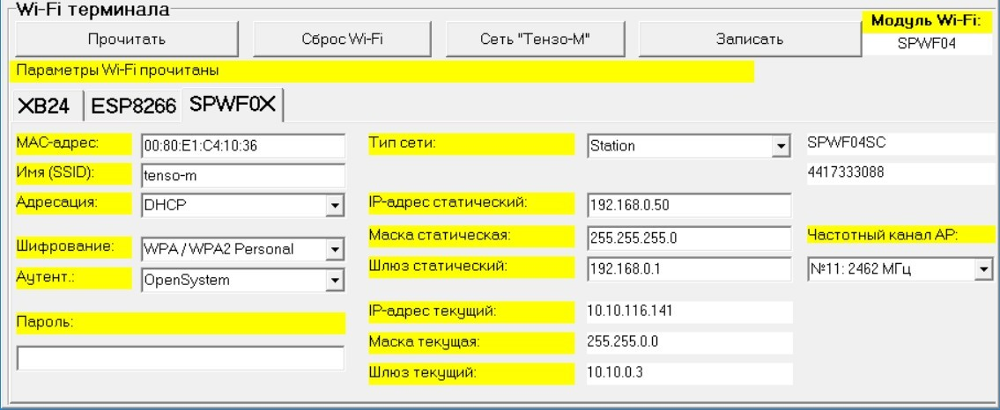 Wi-Fi терминала
Прочитать
Сброс Wi-Fi
Сеть "Тензо-М"
Записать
Модуль Wi-Fi:
SPWF04
Параметры Wi-Fi прочитаны
XB24
ESP8266
SPWF0X
MAC-адрес:
00:80:E1:C4:10:36
Тип сети:
Station
SPWF04SC
Имя (SSID):
tenso-m
4417333088
Адресация:
DHCP
IP-адрес статический:
192.168.0.50
Маска статическая:
255.255.255.0
Частотный канал AP:
Шифрование:
WPA / WPA2 Personal
Шлюз статический:
192.168.0.1
№11: 2462 МГц
Аутент.:
OpenSystem
IP-адрес текущий:
10.10.116.141
Пароль:
Маска текущая:
255.255.0.0
Шлюз текущий:
10.10.0.3